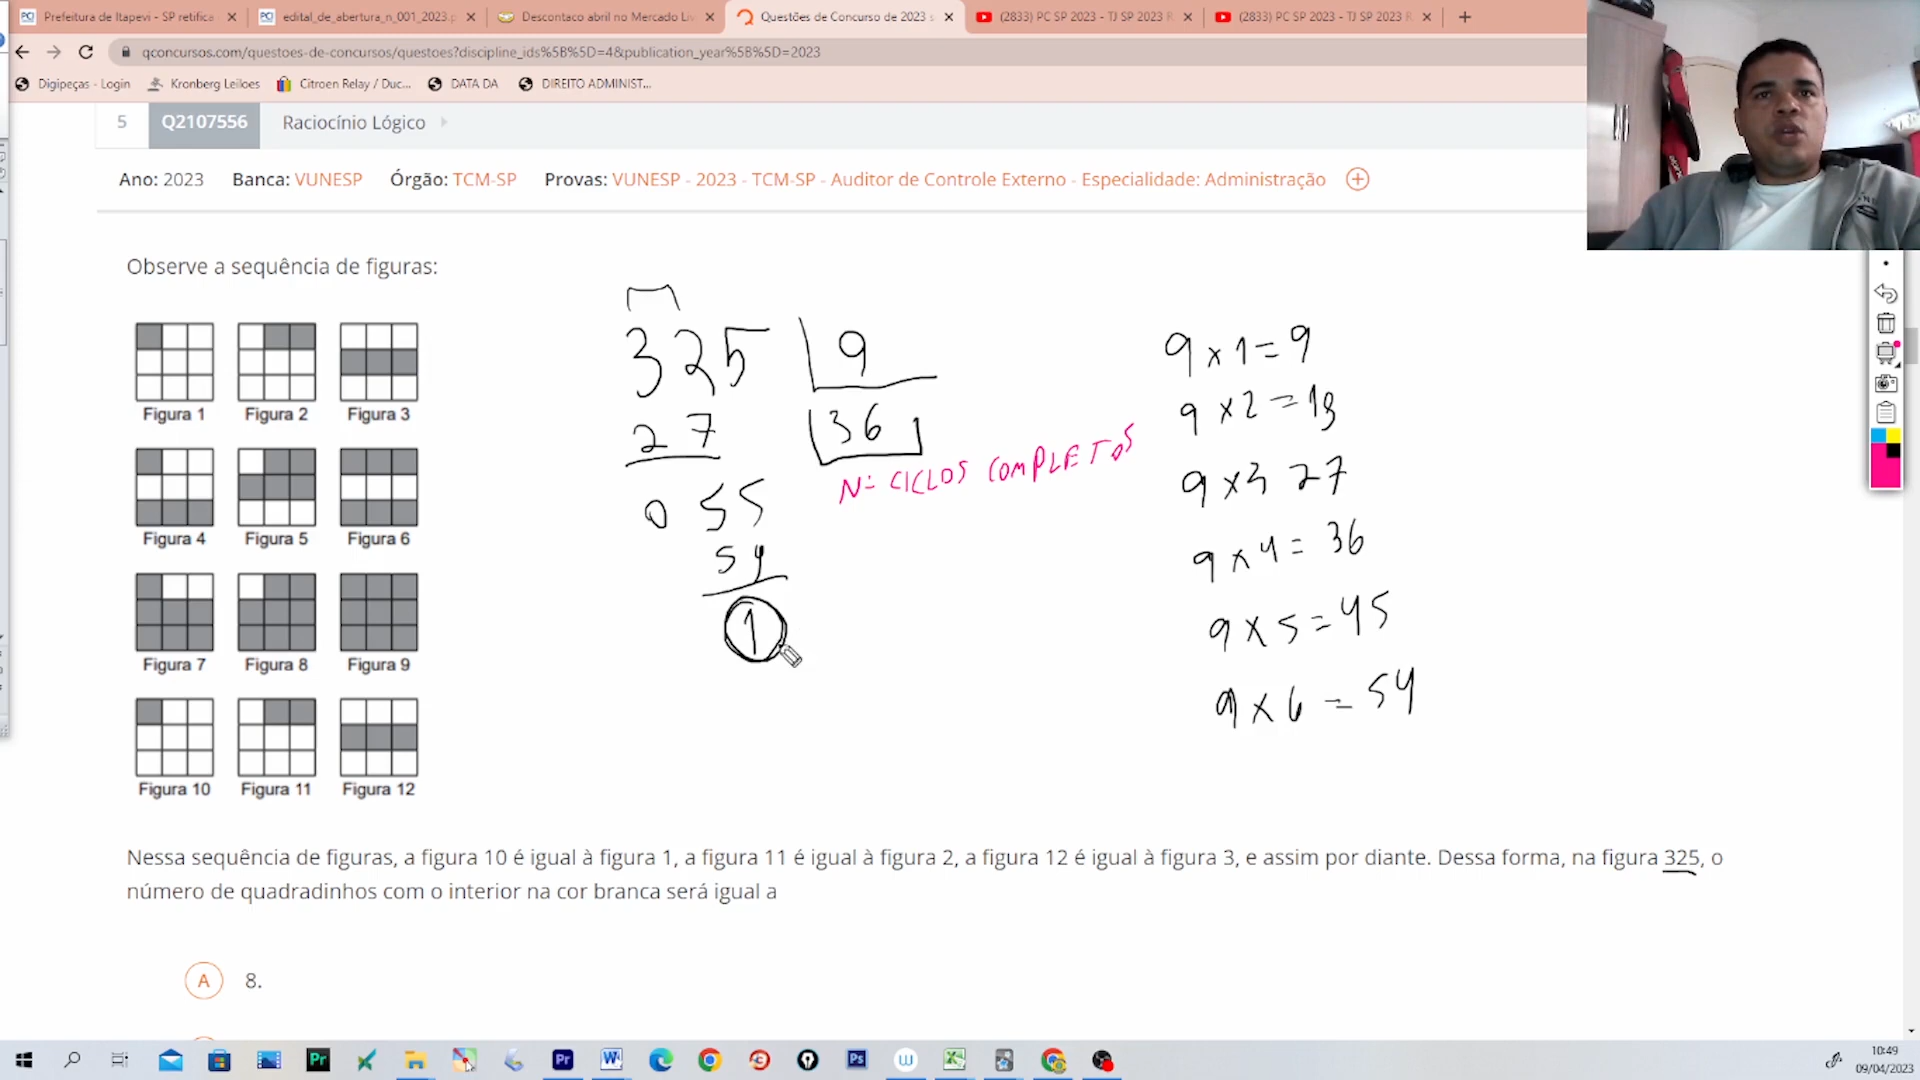 Prefeitura de Itapevi - SP retifica
edital_de_abertura_n_001_2023.p
Descontaco abril no Mercado Liv
Questões de Concurso de 2023 s
(2833) PC SP 2023 - TJ SP 2023 R
(2833) PC SP 2023 - TJ SP 2023 R
qconcursos.com/questoes-de-concursos/questoes?discipline_ids%5B%5D=4&publication_year%5B%5D=2023
Digipeças - Login
Kronberg Leiloes
Citroen Relay / Duc...
DATA DA
DIREITO ADMINIST...
5 Q2107556 Raciocínio Lógico
Ano: 2023 Banca: VUNESP Órgão: TCM-SP Provas: VUNESP - 2023 - TCM-SP - Auditor de Controle Externo - Especialidade: Administração
Observe a sequência de figuras:
Figura 1 Figura 2 Figura 3
Figura 4 Figura 5 Figura 6
Figura 7 Figura 8 Figura 9
Figura 10 Figura 11 Figura 12
325 9
27 36
055
54
1
Nº CICLOS COMPLETOS
9 x 1 = 9
9 x 2 = 18
9 x 3 27
9 x 4 = 36
9 x 5 = 45
9 x 6 = 54
Nessa sequência de figuras, a figura 10 é igual à figura 1, a figura 11 é igual à figura 2, a figura 12 é igual à figura 3, e assim por diante. Dessa forma, na figura 325, o
número de quadradinhos com o interior na cor branca será igual a
A 8.
10:49
09/04/2023